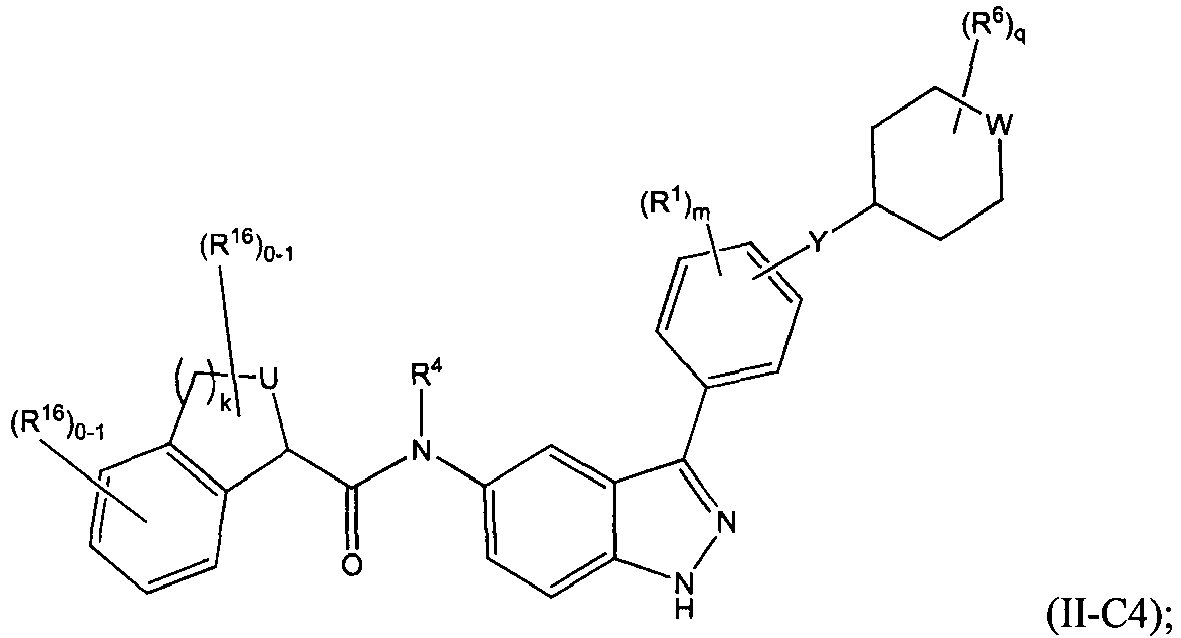 (R⁶)q
W
(R¹)m
Y
(R¹⁶)0-1
R⁴
( )k
U
(R¹⁶)0-1
N
N
O
N
H
(II-C4);